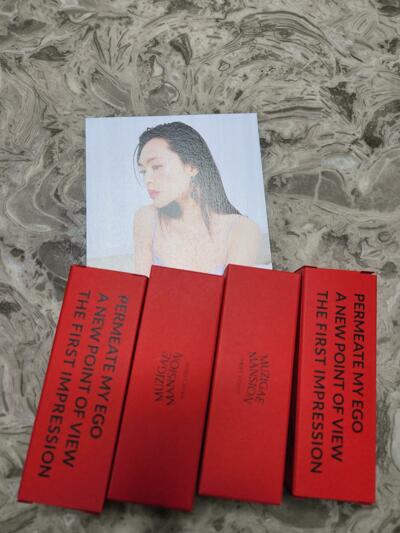 PERMEATE MY EGO
A NEW POINT OF VIEW
THE FIRST IMPRESSION
MUZIGAE
MANSION
MUZIGAE
MANSION
PERMEATE MY EGO
A NEW POINT OF VIEW
THE FIRST IMPRESSION